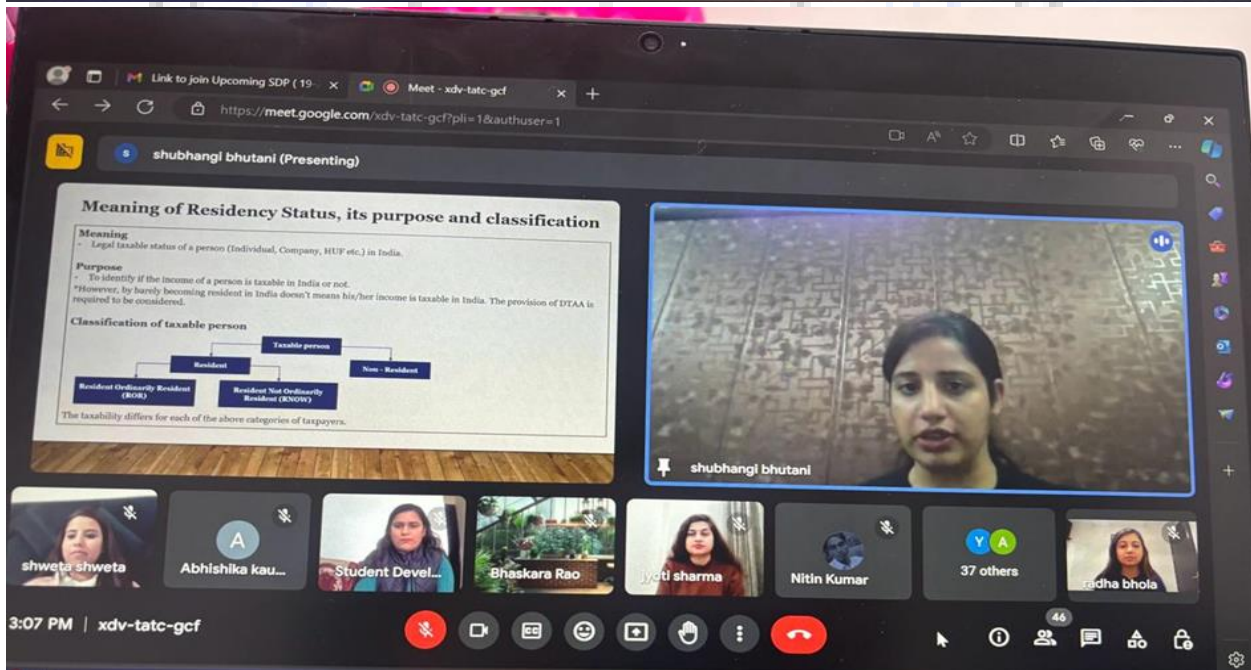 Link to join Upcoming SDP ( 19-
Meet - xdv-tatc-gcf
https://meet.google.com/xdv-tatc-gcf?pli=1&authuser=1
S shubhangi bhutani (Presenting)
Meaning of Residency Status, its purpose and classification
Meaning
- Legal taxable status of a person (Individual, Company, HUF etc.) in India.
Purpose
- To identify if the income of a person is taxable in India or not.
*However, by barely becoming resident in India doesn't means his/her income is taxable in India. The provision of DTAA is
required to be considered.
Classification of taxable person
Taxable person
Resident
Non - Resident
Resident Ordinarily Resident
(ROR)
Resident Not Ordinarily
Resident (RNOW)
The taxability differs for each of the above categories of taxpayers.
shubhangi bhutani
shweta shweta
A
Abhishika kau...
Student Devel...
Bhaskara Rao
jyoti sharma
Nitin Kumar
Y A
37 others
radha bhola
3:07 PM | xdv-tatc-gcf
CC
46